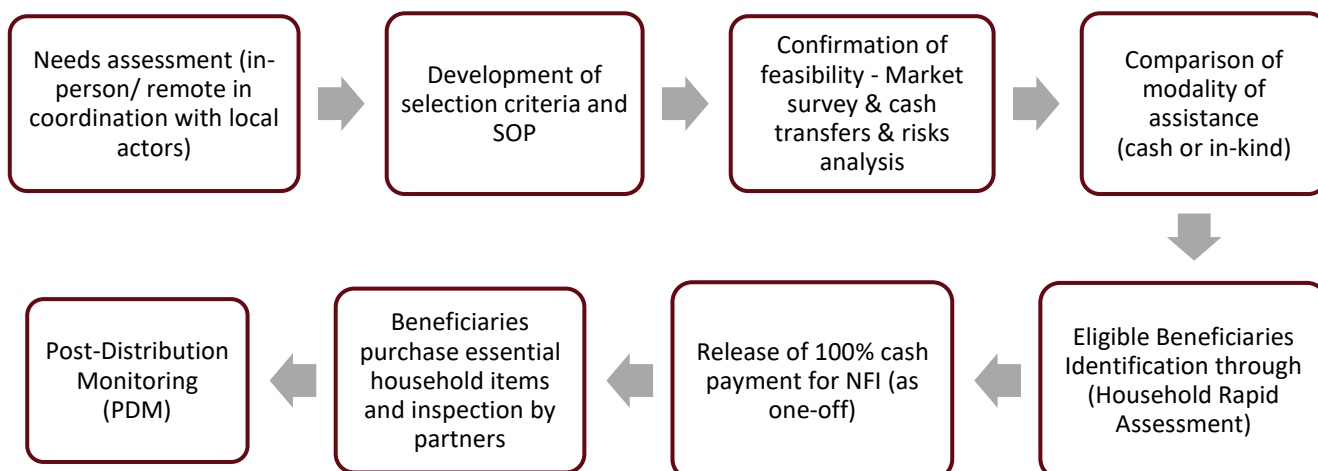 Needs assessment (in-
person/ remote in
coordination with local
actors)
Development of
selection criteria and
SOP
Confirmation of
feasibility - Market
survey & cash
transfers & risks
analysis
Comparison of
modality of
assistance
(cash or in-kind)
Eligible Beneficiaries
Identification through
(Household Rapid
Assessment)
Release of 100% cash
payment for NFI (as
one-off)
Beneficiaries
purchase essential
household items
and inspection by
partners
Post-Distribution
Monitoring
(PDM)